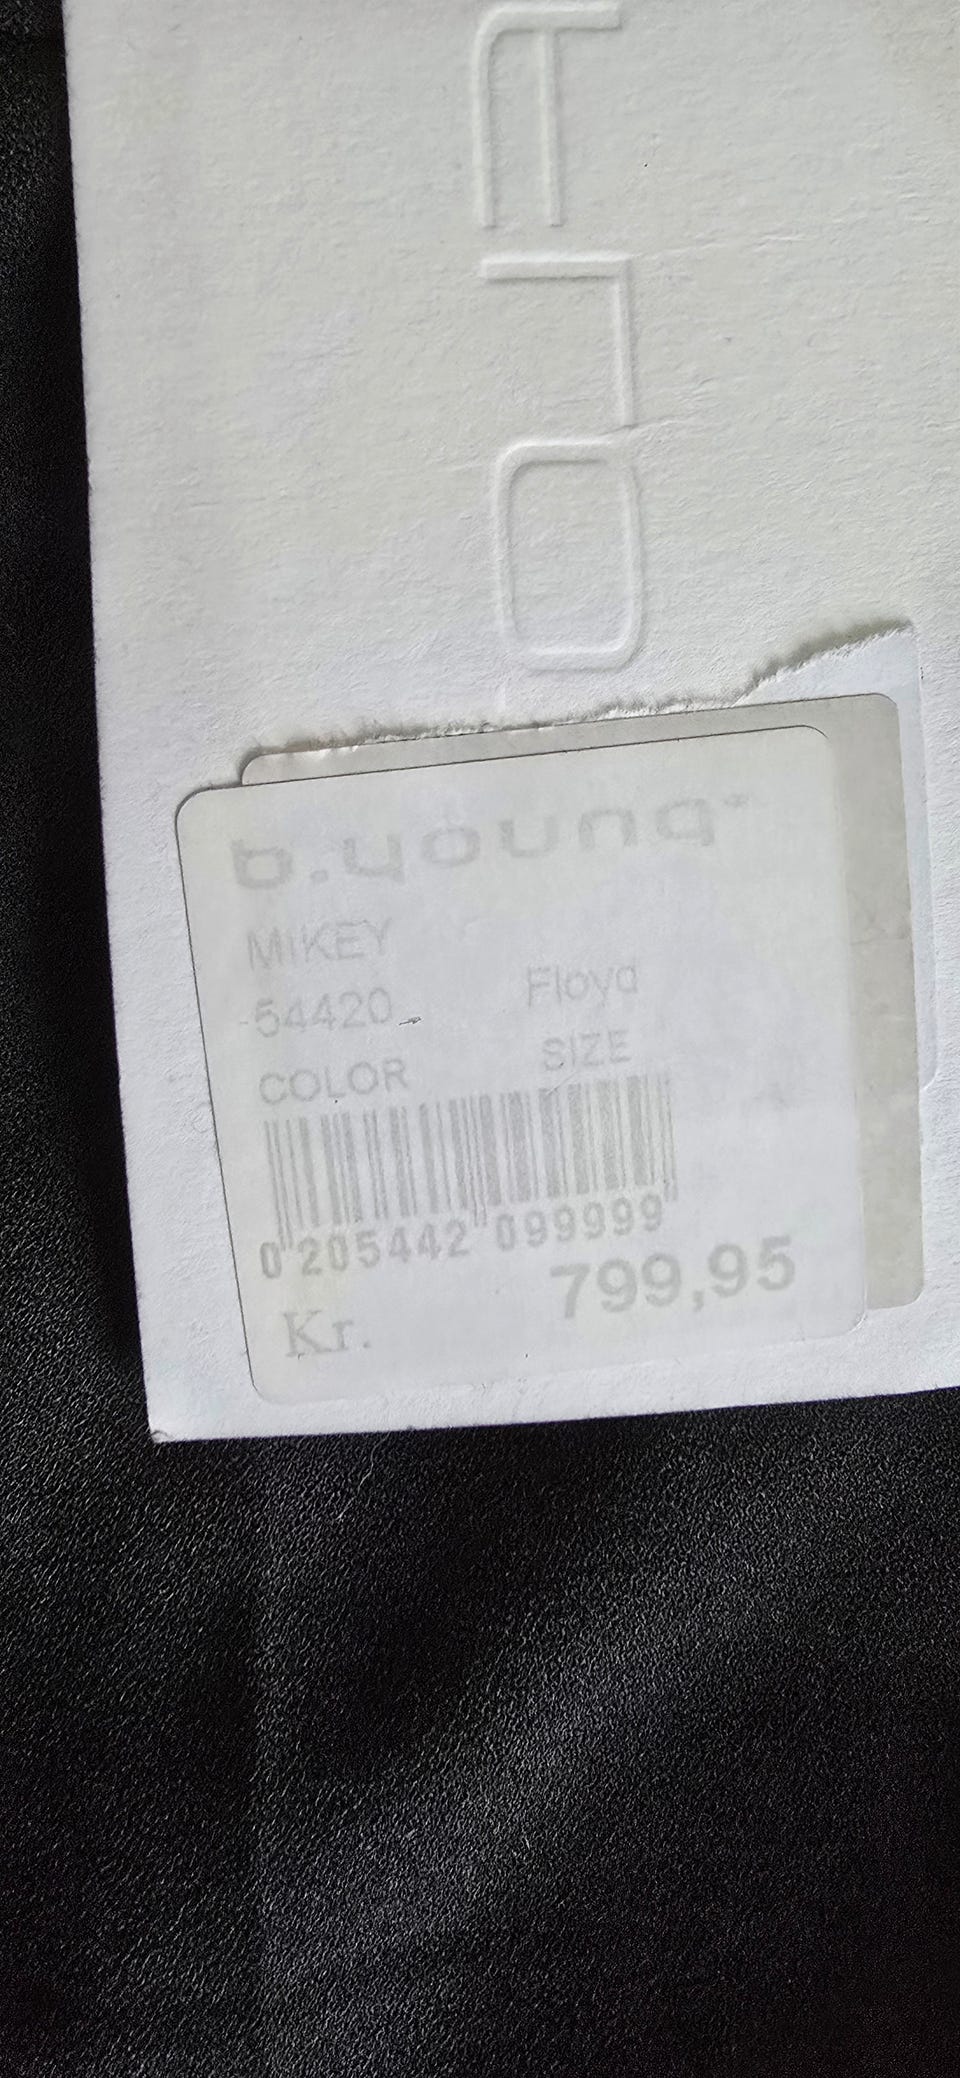 b.young
MIKEY
54420 Floyd
COLOR SIZE
0 205442 099999
Kr. 799,95